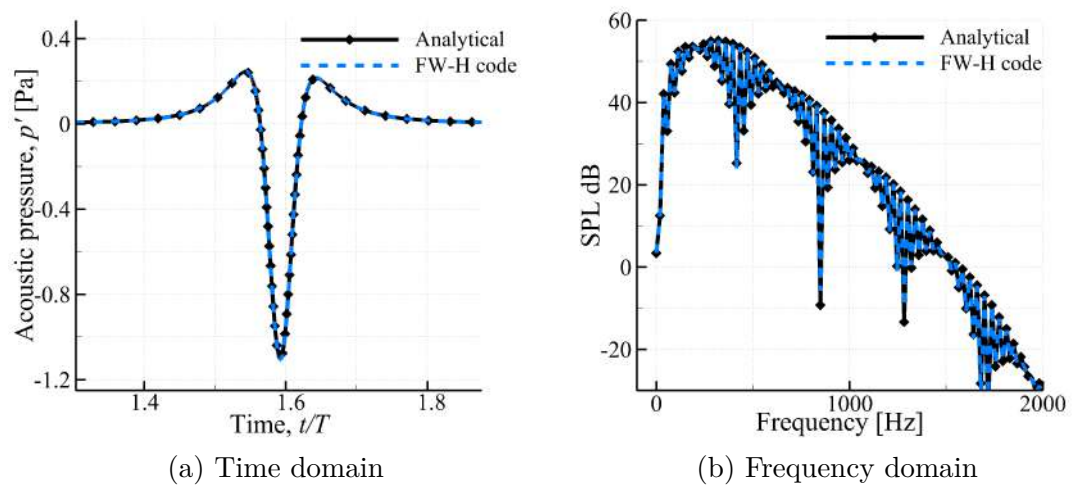 0.4
0
-0.4
-0.8
-1.2
Acoustic pressure, p′ [Pa]
Analytical
FW-H code
1.4
1.6
1.8
Time, t/T
(a) Time domain
60
40
20
0
-20
SPL dB
Analytical
FW-H code
0
1000
2000
Frequency [Hz]
(b) Frequency domain